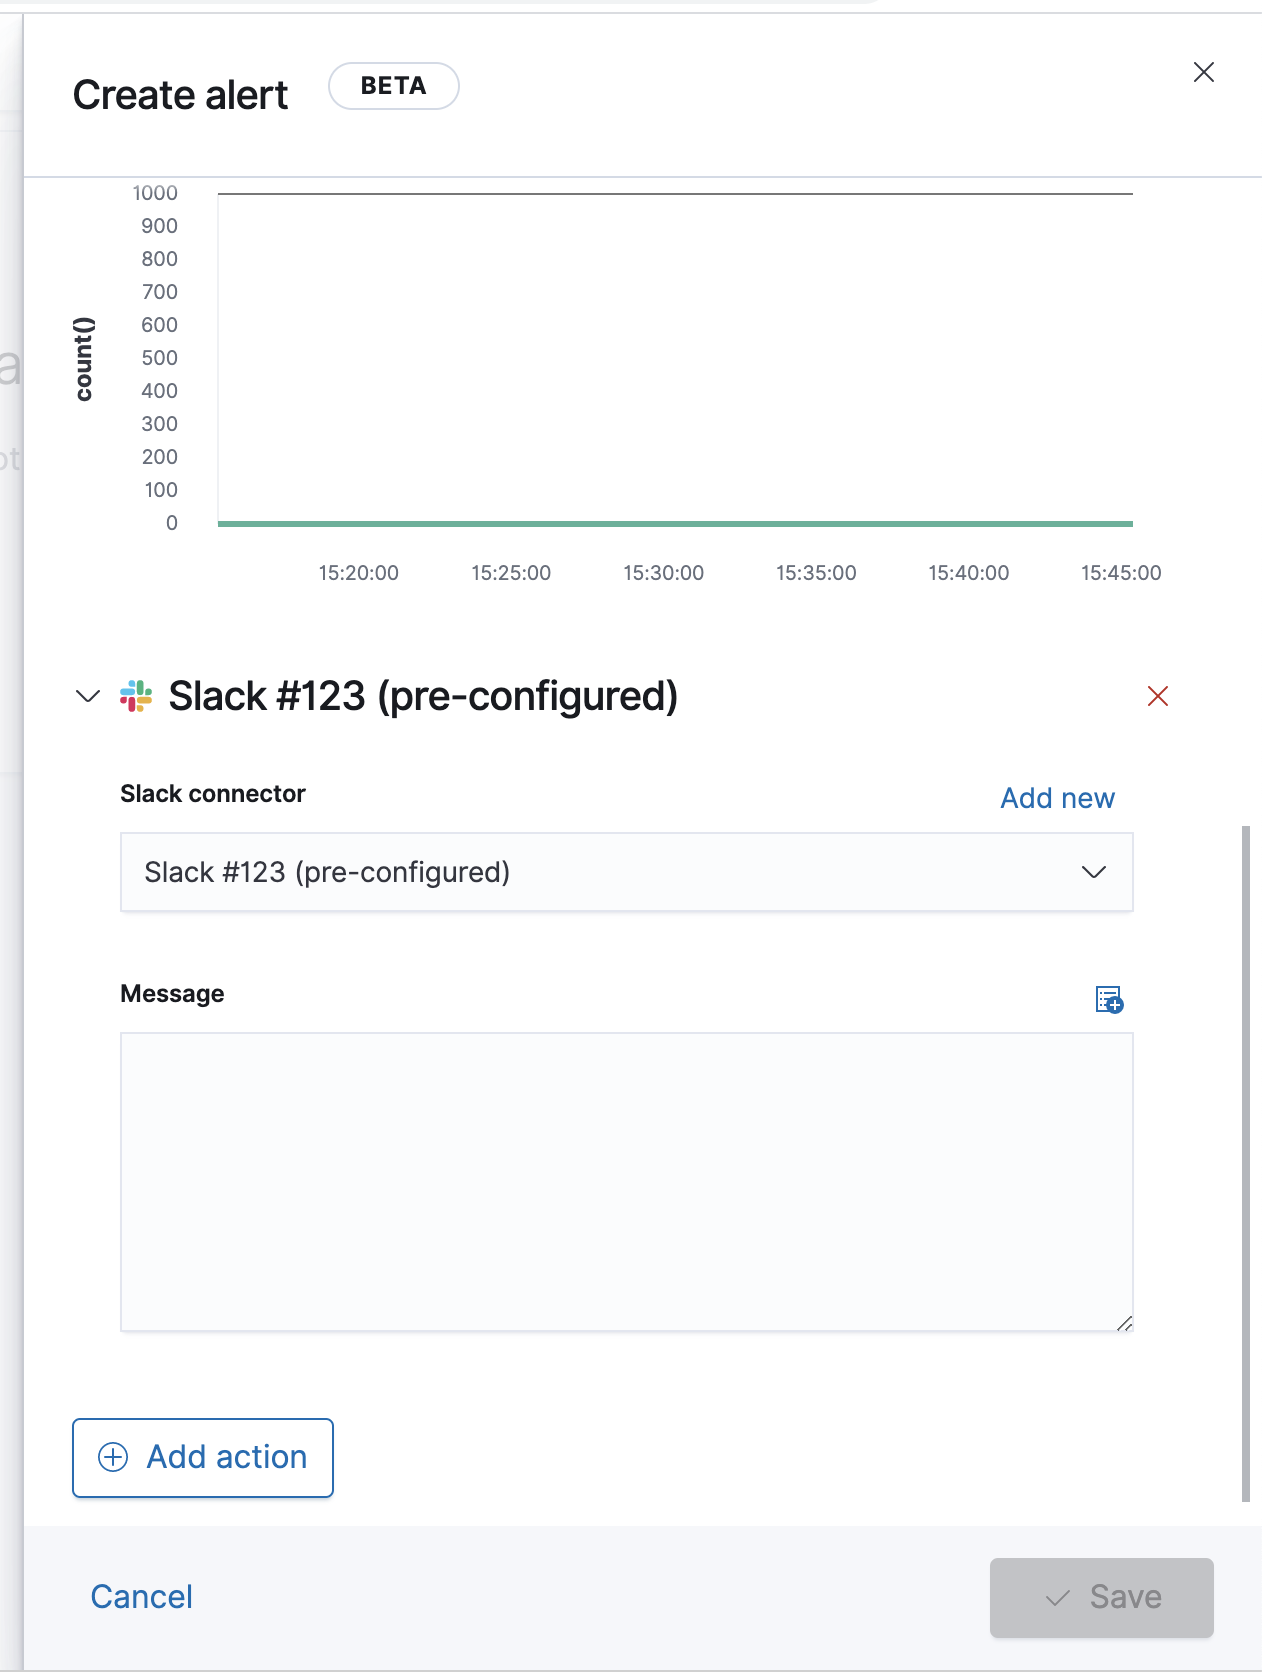 Create alert
BETA
1000
900
800
700
600
500
400
300
200
100
0
count()
15:20:00 15:25:00 15:30:00 15:35:00 15:40:00 15:45:00
Slack #123 (pre-configured)
Slack connector
Add new
Slack #123 (pre-configured)
Message
Add action
Cancel
Save